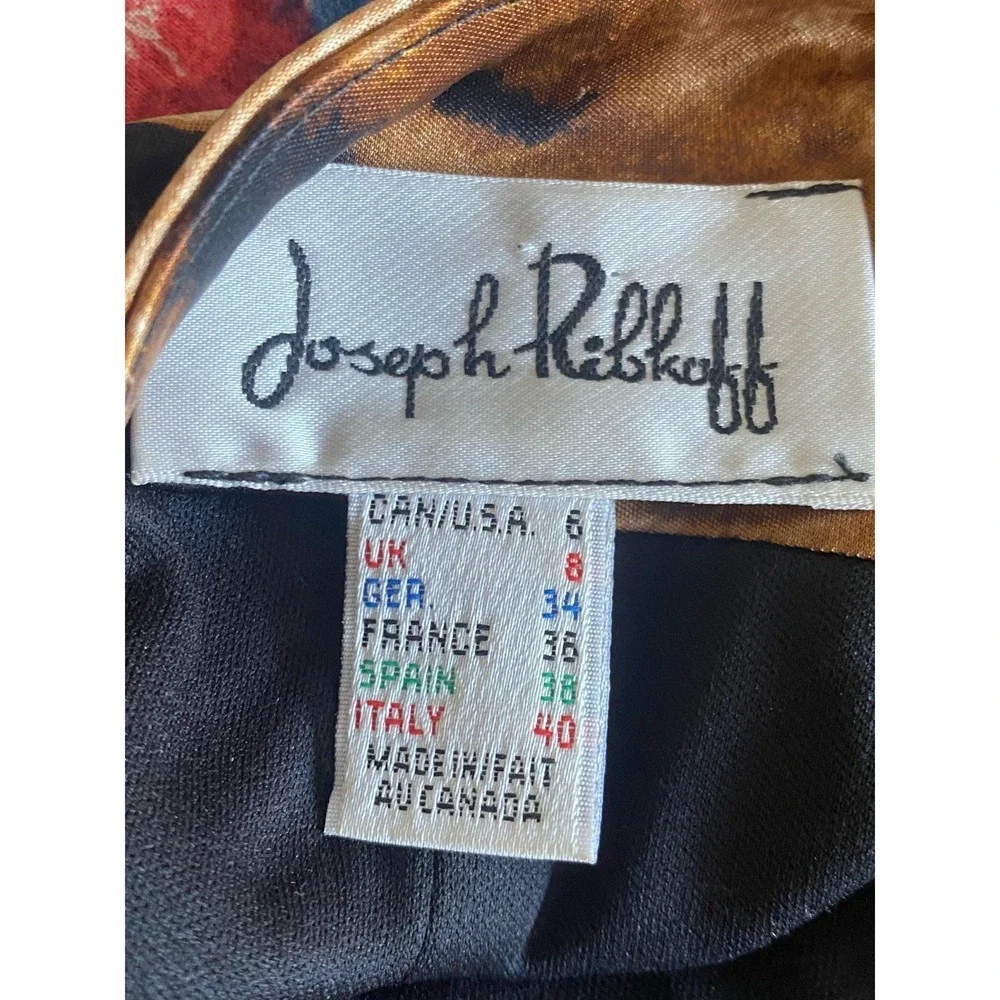 Joseph Ribkoff
CAN/U.S.A. 6
UK 8
GER. 34
FRANCE 36
SPAIN 38
ITALY 40
MADE IN/FAIT
AU CANADA